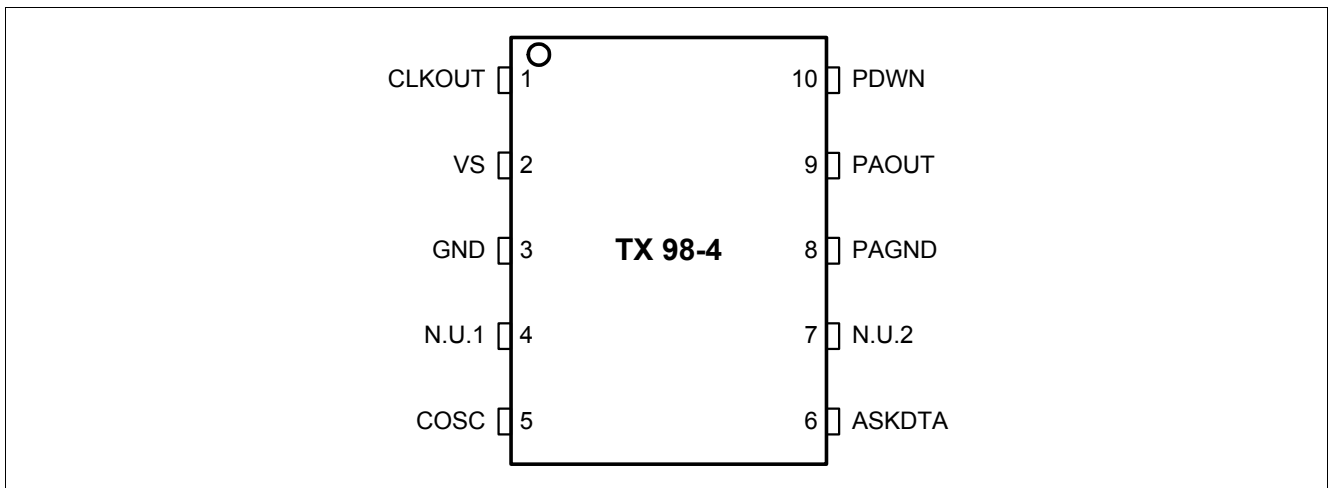 CLKOUT 1 10 PDWN
VS 2 9 PAOUT
GND 3 TX 98-4 8 PAGND
N.U.1 4 7 N.U.2
COSC 5 6 ASKDTA